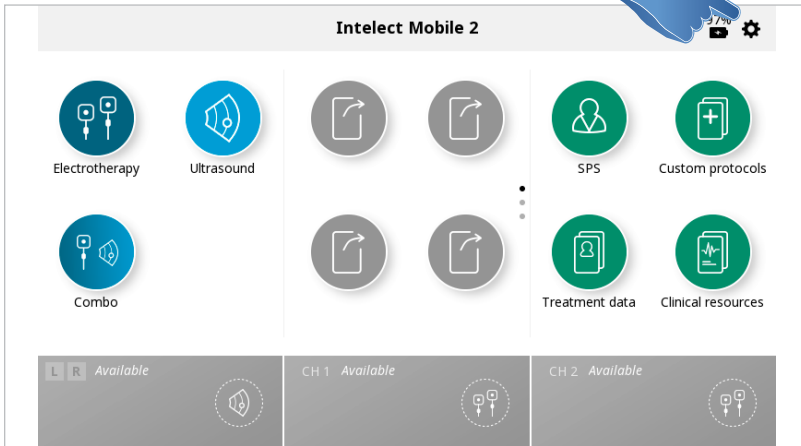 Intelect Mobile 2
97%
Electrotherapy
Ultrasound
SPS
Custom protocols
Combo
Treatment data
Clinical resources
L R Available
CH 1 Available
CH 2 Available